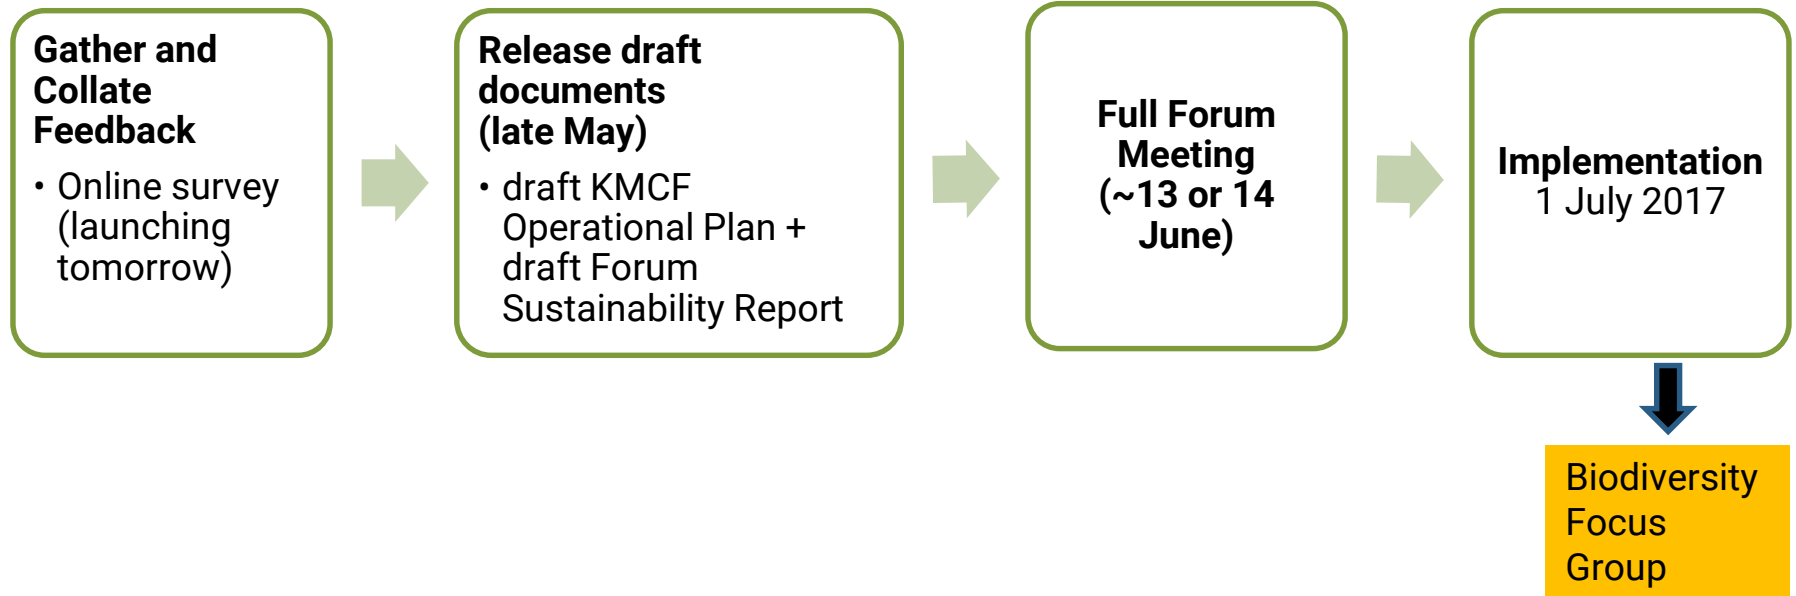 Gather and
Collate
Feedback
• Online survey
(launching
tomorrow)
Release draft
documents
(late May)
• draft KMCF
Operational Plan +
draft Forum
Sustainability Report
Full Forum
Meeting
(~13 or 14
June)
Implementation
1 July 2017
Biodiversity
Focus
Group